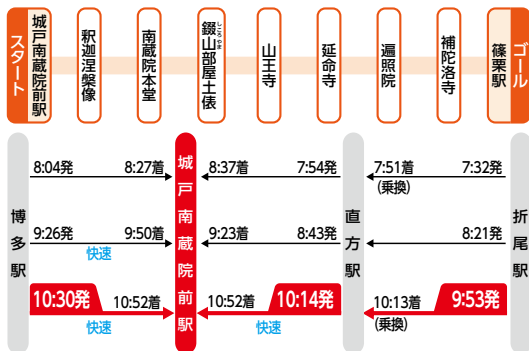 スタート
城戸南蔵院前駅
釈迦涅槃像
南蔵院本堂
錣山部屋土俵
しころやま
山王寺
延命寺
遍照院
補陀洛寺
篠栗駅
ゴール
博多駅
城戸南蔵院前駅
直方駅
折尾駅
8:04発 8:27着 8:37着 7:54発 7:51着 7:32発
(乗換)
9:26発 9:50着 9:23着 8:43発 8:21発
快速
10:30発 10:52着 10:52着 10:14発 10:13着 9:53発
快速 快速 (乗換)